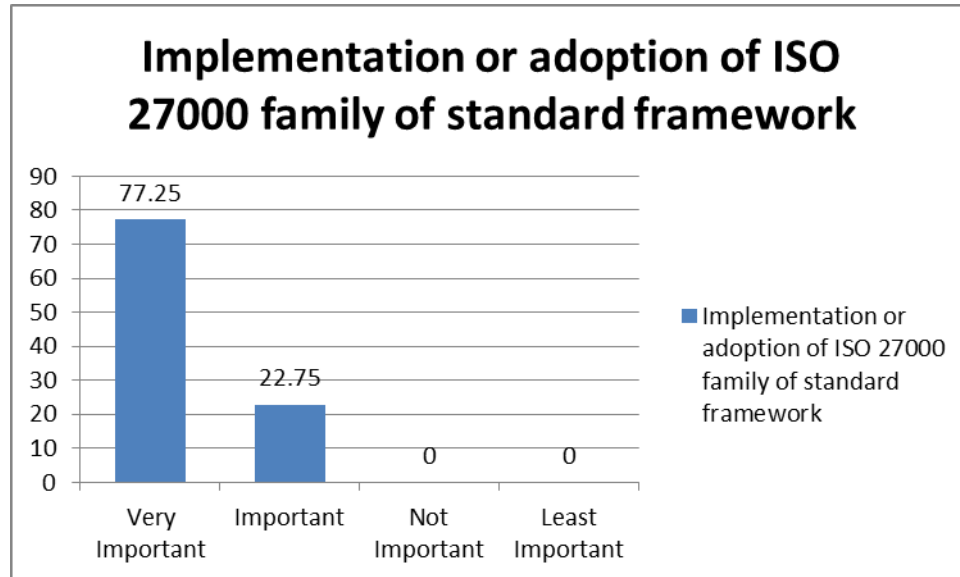 Implementation or adoption of ISO
27000 family of standard framework
90
80
70
60
50
40
30
20
10
0
77.25
22.75
0
0
Very
Important
Important
Not
Important
Least
Important
Implementation or
adoption of ISO 27000
family of standard
framework